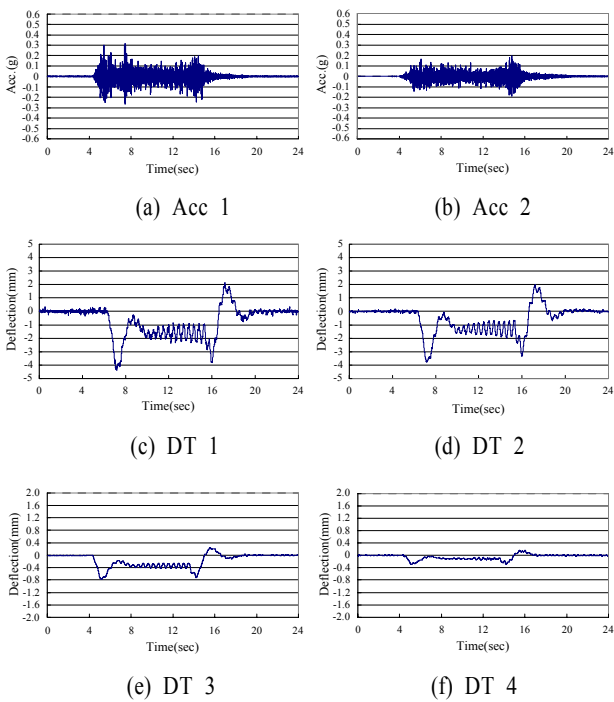 0.6
0.5
0.4
0.3
0.2
0.1
0
-0.1
-0.2
-0.3
-0.4
-0.5
-0.6
Acc.(g)
0 4 8 12 16 20 24
Time(sec)
(a) Acc 1
0.6
0.5
0.4
0.3
0.2
0.1
0
-0.1
-0.2
-0.3
-0.4
-0.5
-0.6
Acc.(g)
0 4 8 12 16 20 24
Time(sec)
(b) Acc 2
5
4
3
2
1
0
-1
-2
-3
-4
-5
Deflection(mm)
0 4 8 12 16 20 24
Time(sec)
(c) DT 1
5
4
3
2
1
0
-1
-2
-3
-4
-5
Deflection(mm)
0 4 8 12 16 20 24
Time(sec)
(d) DT 2
2.0
1.6
1.2
0.8
0.4
0
-0.4
-0.8
-1.2
-1.6
-2.0
Deflection(mm)
0 4 8 12 16 20 24
Time(sec)
(e) DT 3
2.0
1.6
1.2
0.8
0.4
0
-0.4
-0.8
-1.2
-1.6
-2.0
Deflection(mm)
0 4 8 12 16 20 24
Time(sec)
(f) DT 4